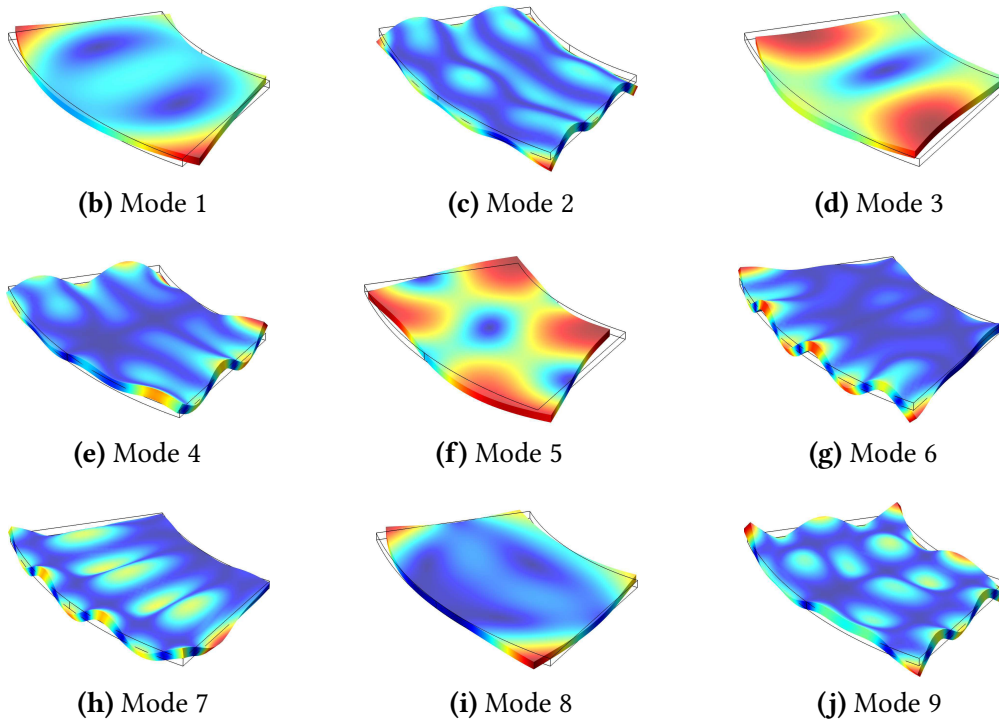 (b) Mode 1
(c) Mode 2
(d) Mode 3
(e) Mode 4
(f) Mode 5
(g) Mode 6
(h) Mode 7
(i) Mode 8
(j) Mode 9